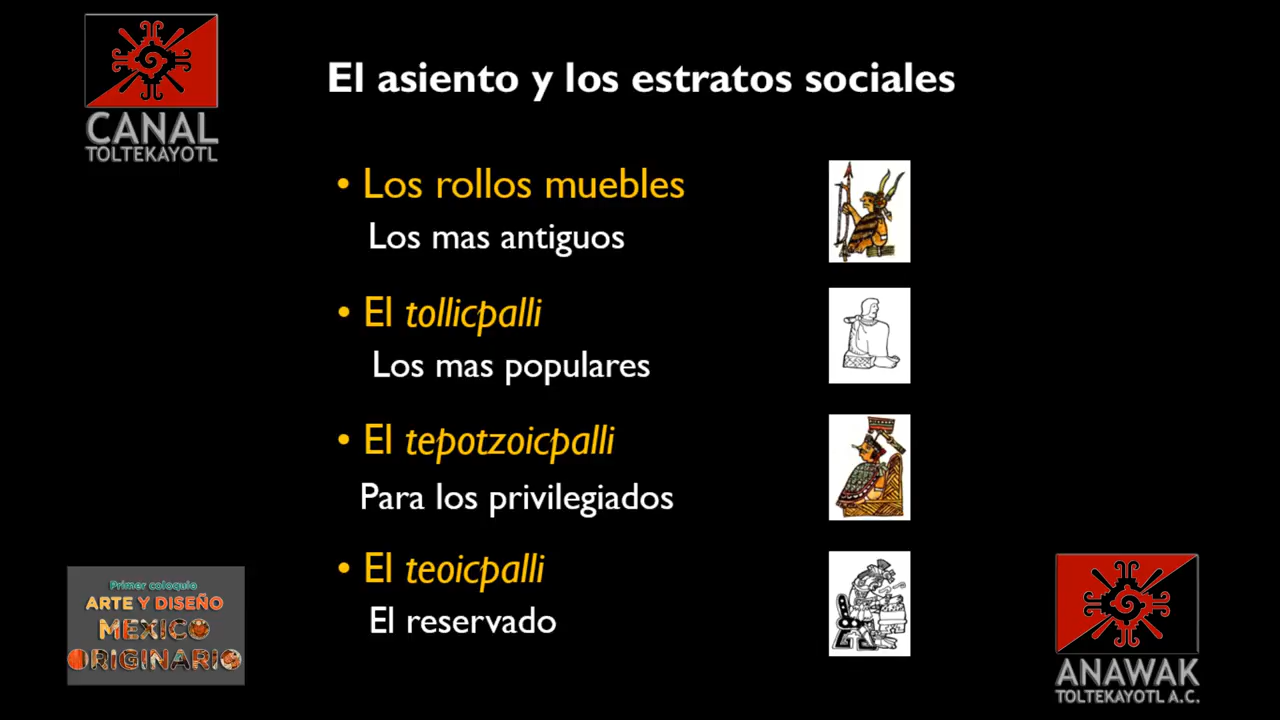 CANAL
TOLTEKAYOTL
El asiento y los estratos sociales
• Los rollos muebles
Los mas antiguos
• El tollicpalli
Los mas populares
• El tepotzoicpalli
Para los privilegiados
• El teoicpalli
El reservado
Primer coloquio
ARTE Y DISEÑO
MEXICO
ORIGINARIO
ANAWAK
TOLTEKAYOTL A.C.